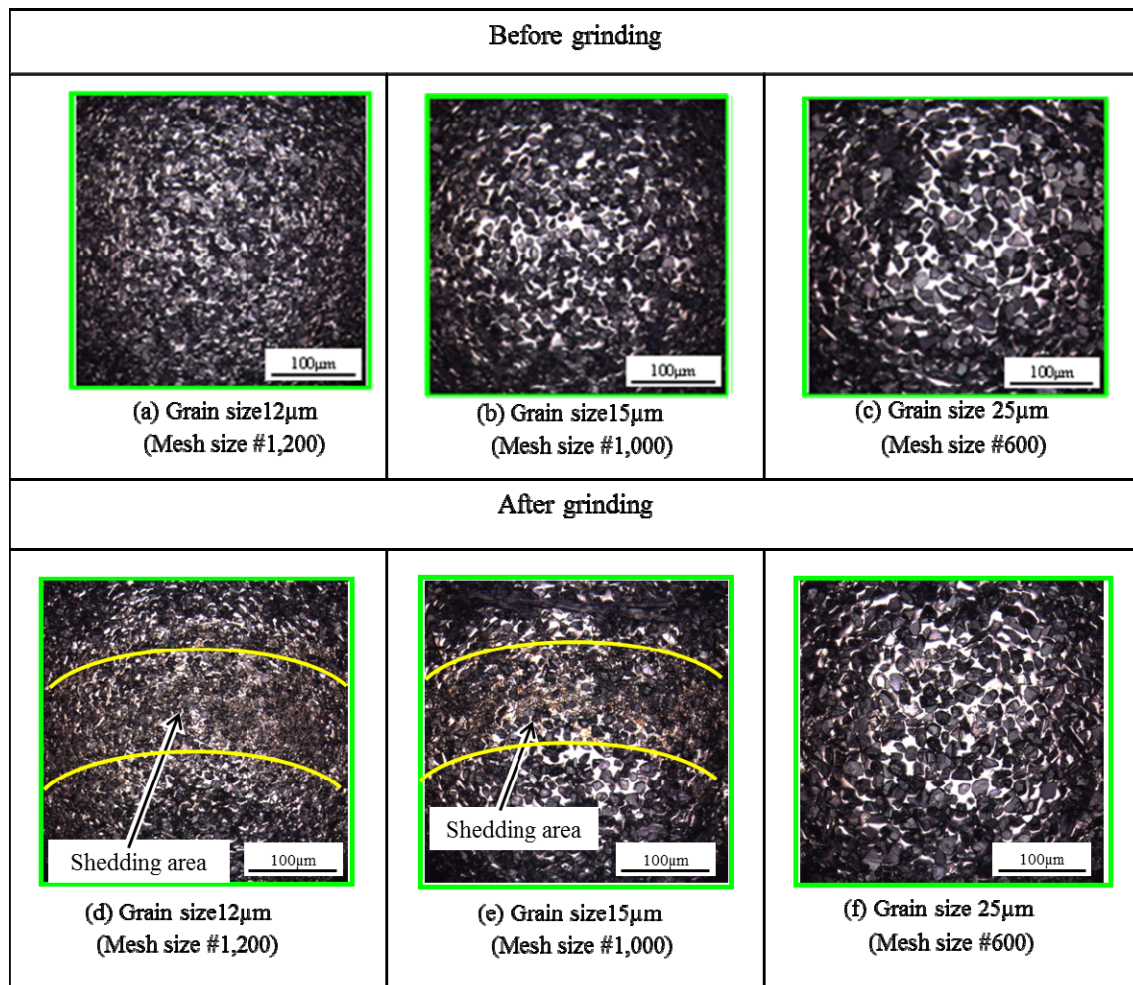 Before grinding
100μm
100μm
100μm
(a) Grain size12μm
(Mesh size #1,200)
(b) Grain size15μm
(Mesh size #1,000)
(c) Grain size 25μm
(Mesh size #600)
After grinding
Shedding area
100μm
Shedding area
100μm
100μm
(d) Grain size12μm
(Mesh size #1,200)
(e) Grain size15μm
(Mesh size #1,000)
(f) Grain size 25μm
(Mesh size #600)